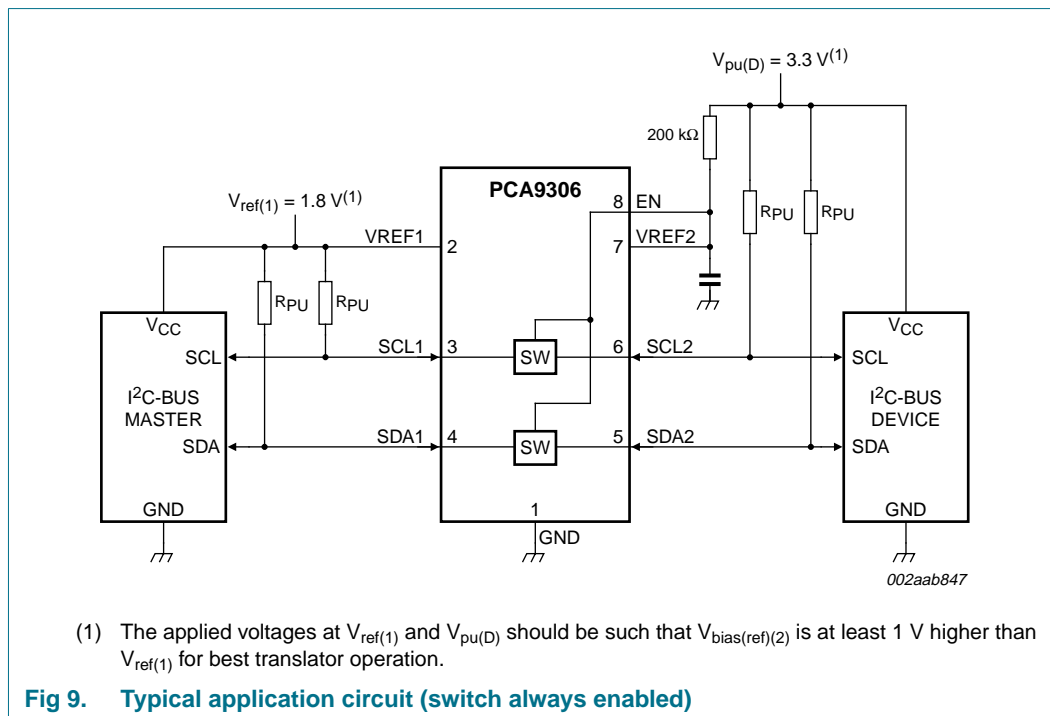 Vpu(D) = 3.3 V(1)
200 kΩ
PCA9306
8 EN
RPU RPU
Vref(1) = 1.8 V(1)
VREF1 2
7 VREF2
RPU RPU
VCC
VCC
SCL SCL1 3 SW 6 SCL2 SCL
I2C-BUS
MASTER
I2C-BUS
DEVICE
SDA SDA1 4 SW 5 SDA2 SDA
GND
1
GND
GND
002aab847
(1) The applied voltages at Vref(1) and Vpu(D) should be such that Vbias(ref)(2) is at least 1 V higher than
Vref(1) for best translator operation.
Fig 9. Typical application circuit (switch always enabled)